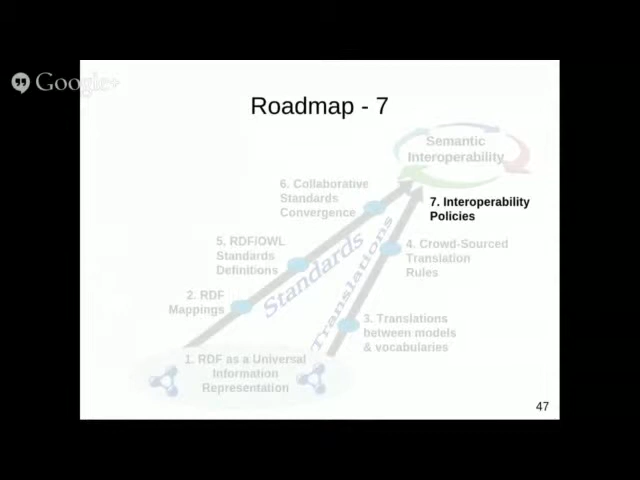 Google+
Roadmap - 7
Semantic
Interoperability
6. Collaborative
Standards
Convergence
7. Interoperability
Policies
5. RDF/OWL
Standards
Definitions
4. Crowd-Sourced
Translation
Rules
Standards
Translations
2. RDF
Mappings
3. Translations
between models
& vocabularies
1. RDF as a Universal
Information
Representation
47